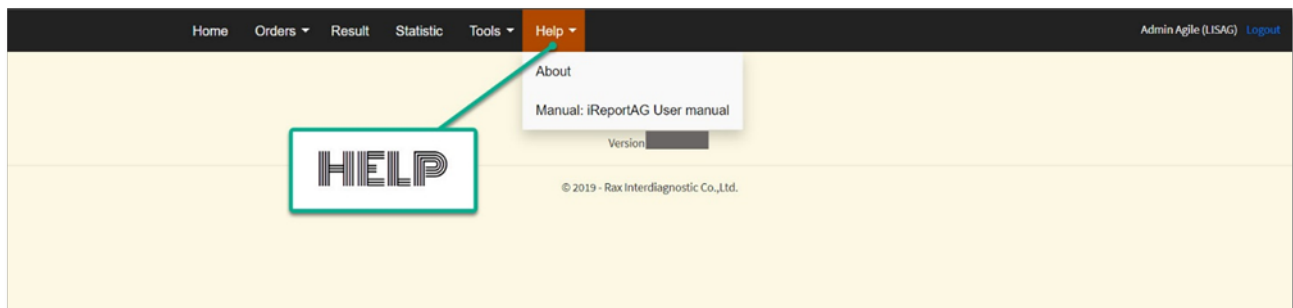 Home Orders Result Statistic Tools Help Admin Agile (LISAG) Logout
About
Manual: iReportAG User manual
Version
HELP
© 2019 - Rax Interdiagnostic Co.,Ltd.